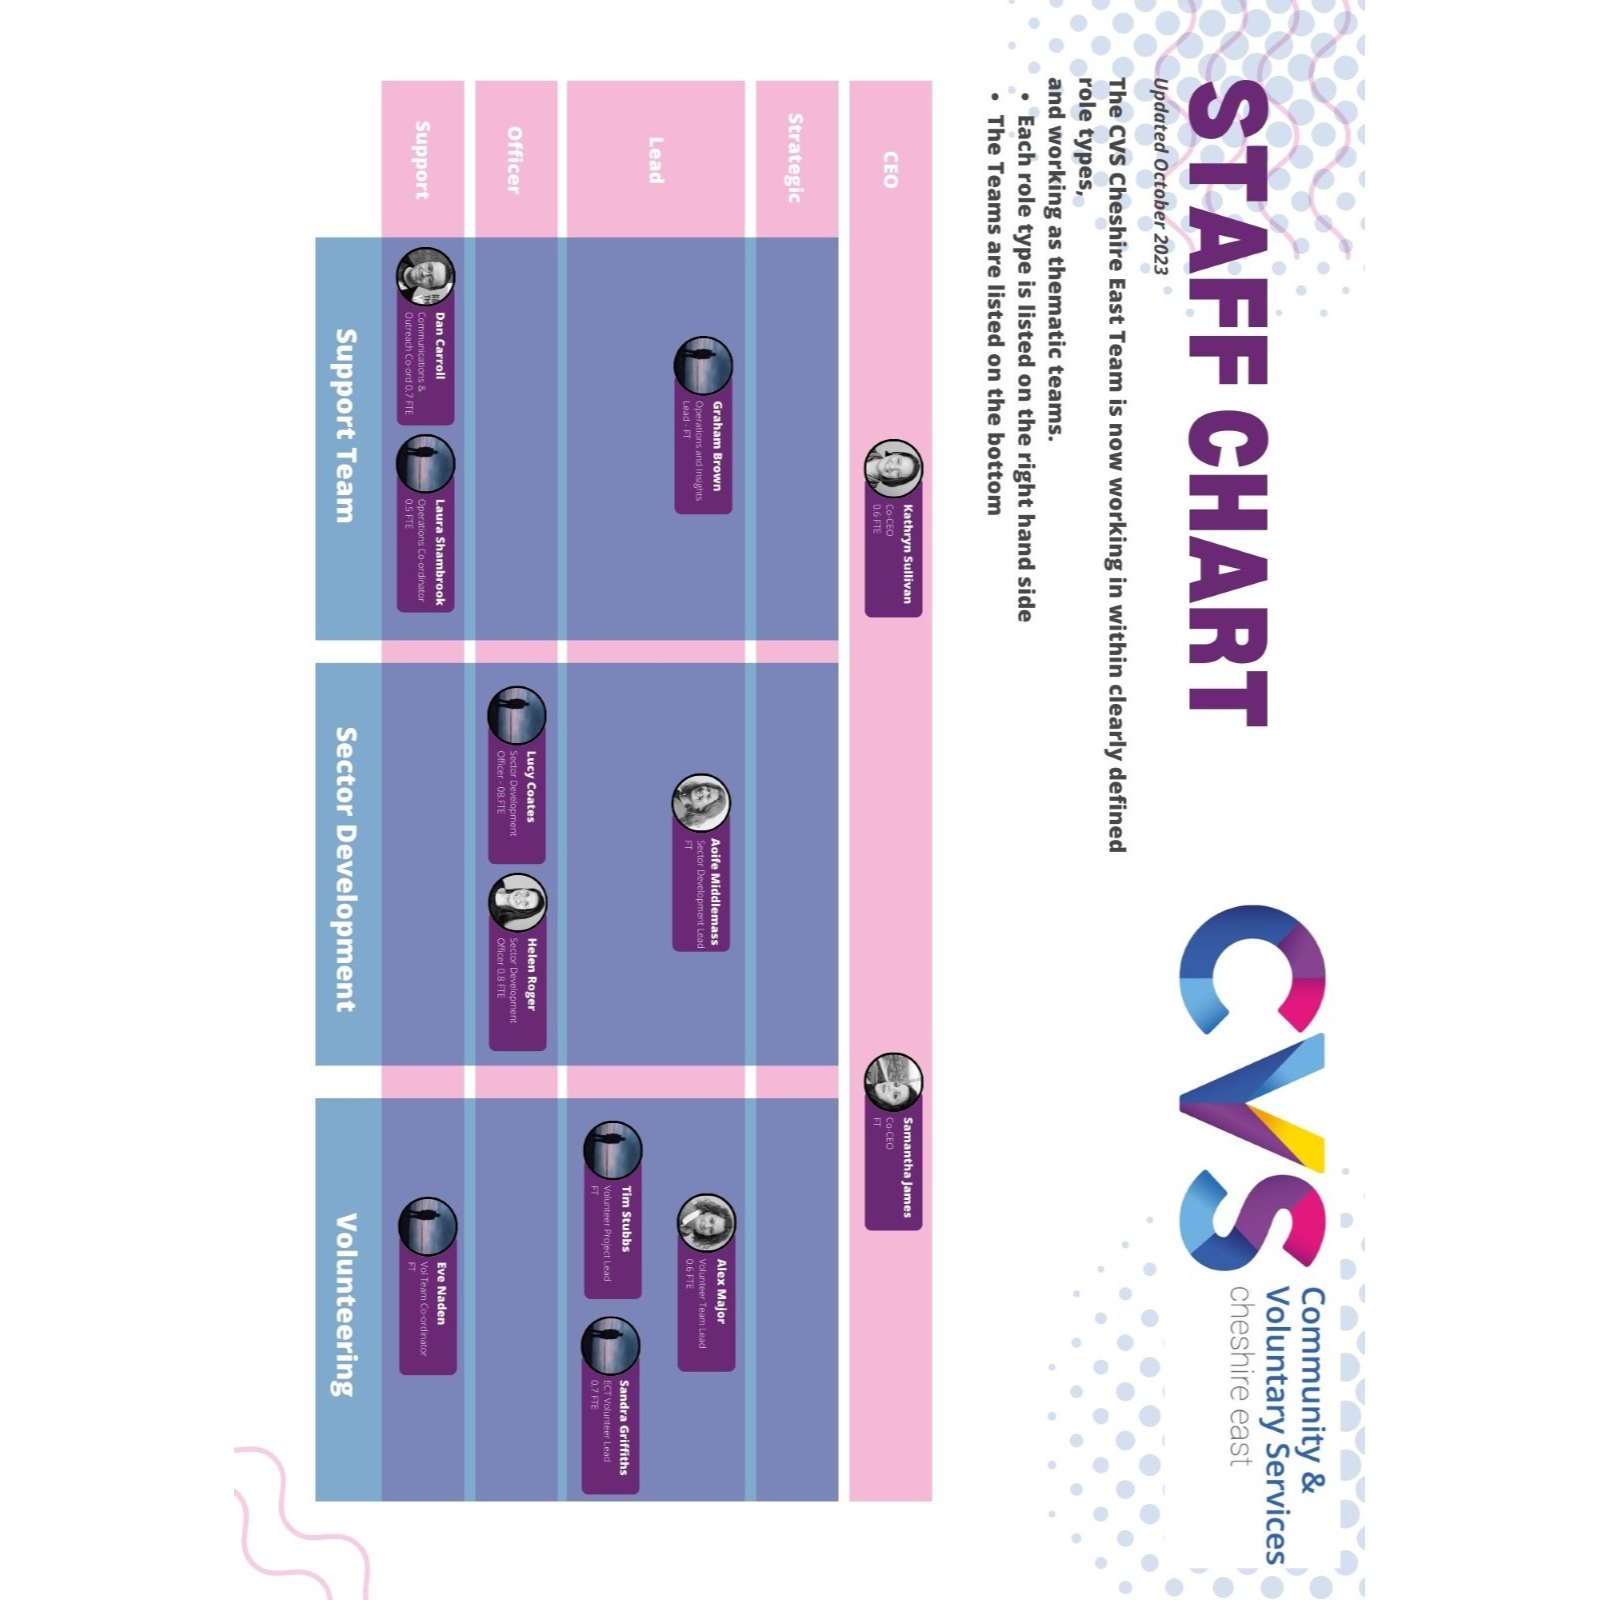 STAFF CHART
Updated October 2023
The CVS Cheshire East Team is now working in within clearly defined
role types,
and working as thematic teams.
• Each role type is listed on the right hand side
• The Teams are listed on the bottom
CVS
Community &
Voluntary Services
cheshire east
CEO
Kathryn Sullivan
Co-CEO
0.6 FTE
Samantha James
Co-CEO
FT
Strategic
Lead
Graham Brown
Operations and Insights
Lead - FT
Aoife Middlemass
Sector Development Lead
FT
Alex Major
Volunteer Team Lead
0.6 FTE
Tim Stubbs
Volunteer Project Lead
FT
Sandra Griffiths
ECT Volunteer Lead
0.7 FTE
Officer
Lucy Coates
Sector Development
Officer - 08.FTE
Helen Roger
Sector Development
Officer 0.8 FTE
Support
Dan Carroll
Communications &
Outreach Co-ord 0.7 FTE
Laura Shambrook
Operations Co-ordinator
0.5 FTE
Eve Naden
Vol Team Co-ordinator
FT
Support Team
Sector Development
Volunteering